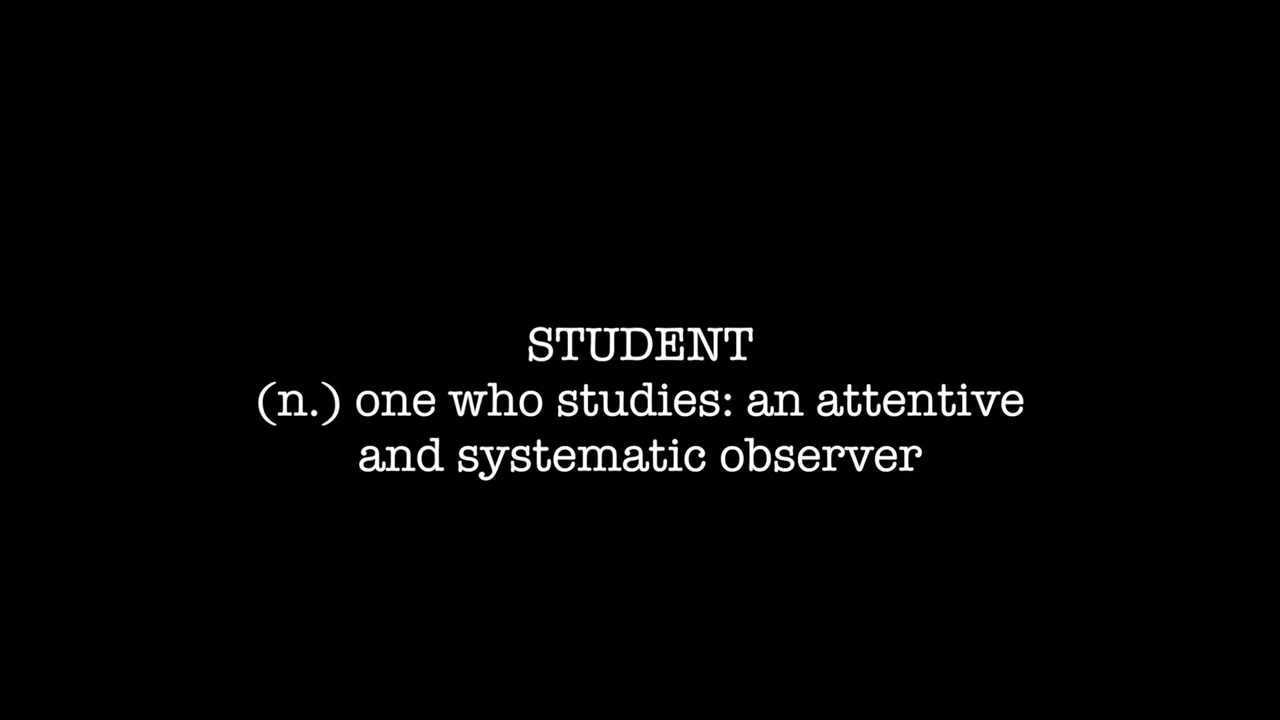 STUDENT
(n.) one who studies: an attentive
and systematic observer